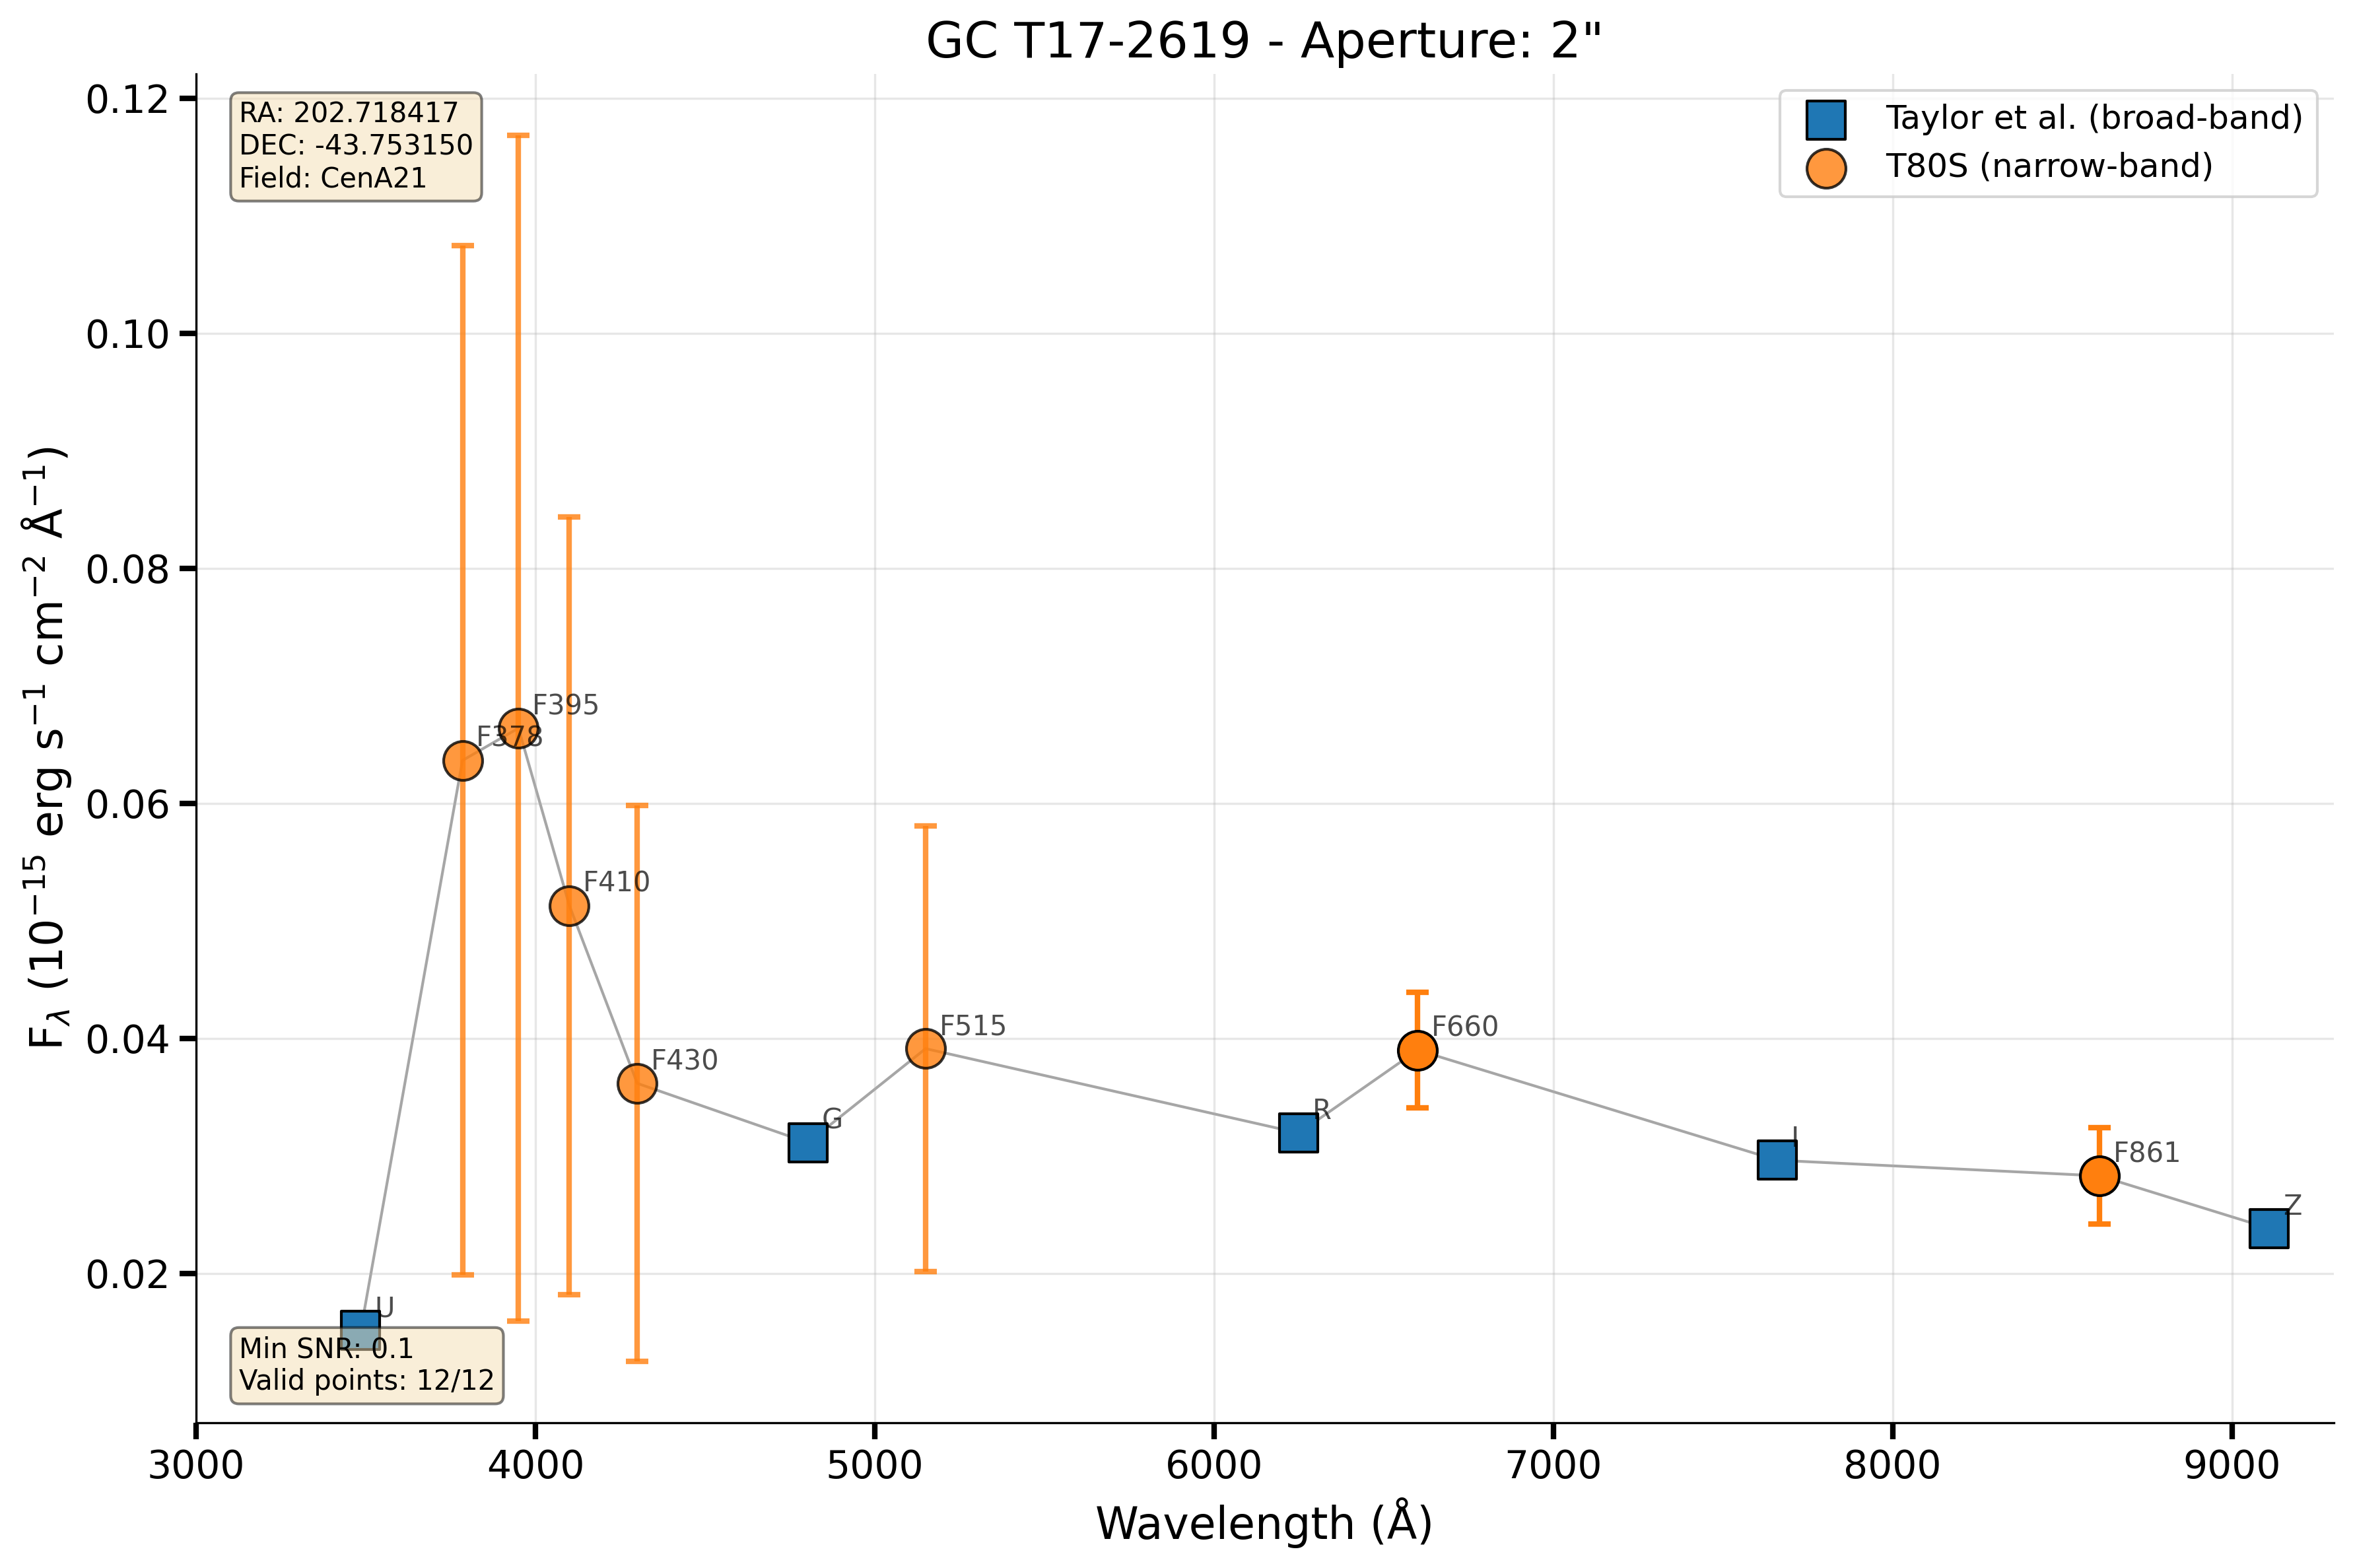 GC T17-2619 - Aperture: 2"
RA: 202.718417
DEC: -43.753150
Field: CenA21
Taylor et al. (broad-band)
T80S (narrow-band)
0.12
0.10
0.08
0.06
0.04
0.02
F395
F378
F410
F430
F515
F660
F861
G
R
I
Z
U
Min SNR: 0.1
Valid points: 12/12
3000 4000 5000 6000 7000 8000 9000
Wavelength (Å)
Fλ (10⁻¹⁵ erg s⁻¹ cm⁻² Å⁻¹)